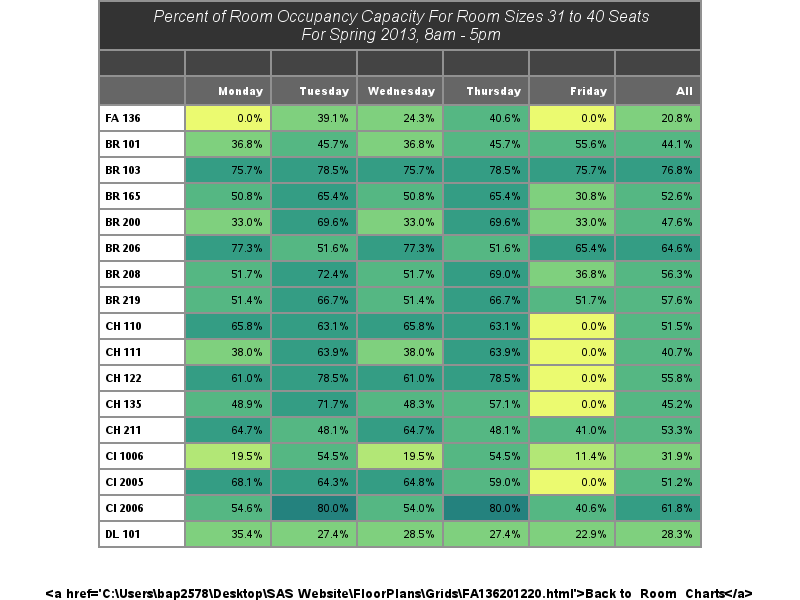 Percent of Room Occupancy Capacity For Room Sizes 31 to 40 Seats
For Spring 2013, 8am - 5pm
Monday Tuesday Wednesday Thursday Friday All
FA 136 0.0% 39.1% 24.3% 40.6% 0.0% 20.8%
BR 101 36.8% 45.7% 36.8% 45.7% 55.6% 44.1%
BR 103 75.7% 78.5% 75.7% 78.5% 75.7% 76.8%
BR 165 50.8% 65.4% 50.8% 65.4% 30.8% 52.6%
BR 200 33.0% 69.6% 33.0% 69.6% 33.0% 47.6%
BR 206 77.3% 51.6% 77.3% 51.6% 65.4% 64.6%
BR 208 51.7% 72.4% 51.7% 69.0% 36.8% 56.3%
BR 219 51.4% 66.7% 51.4% 66.7% 51.7% 57.6%
CH 110 65.8% 63.1% 65.8% 63.1% 0.0% 51.5%
CH 111 38.0% 63.9% 38.0% 63.9% 0.0% 40.7%
CH 122 61.0% 78.5% 61.0% 78.5% 0.0% 55.8%
CH 135 48.9% 71.7% 48.3% 57.1% 0.0% 45.2%
CH 211 64.7% 48.1% 64.7% 48.1% 41.0% 53.3%
CI 1006 19.5% 54.5% 19.5% 54.5% 11.4% 31.9%
CI 2005 68.1% 64.3% 64.8% 59.0% 0.0% 51.2%
CI 2006 54.6% 80.0% 54.0% 80.0% 40.6% 61.8%
DL 101 35.4% 27.4% 28.5% 27.4% 22.9% 28.3%
<a href='C:\Users\bap2578\Desktop\SAS Website\FloorPlans\Grids\FA136201220.html'>Back to Room Charts</a>